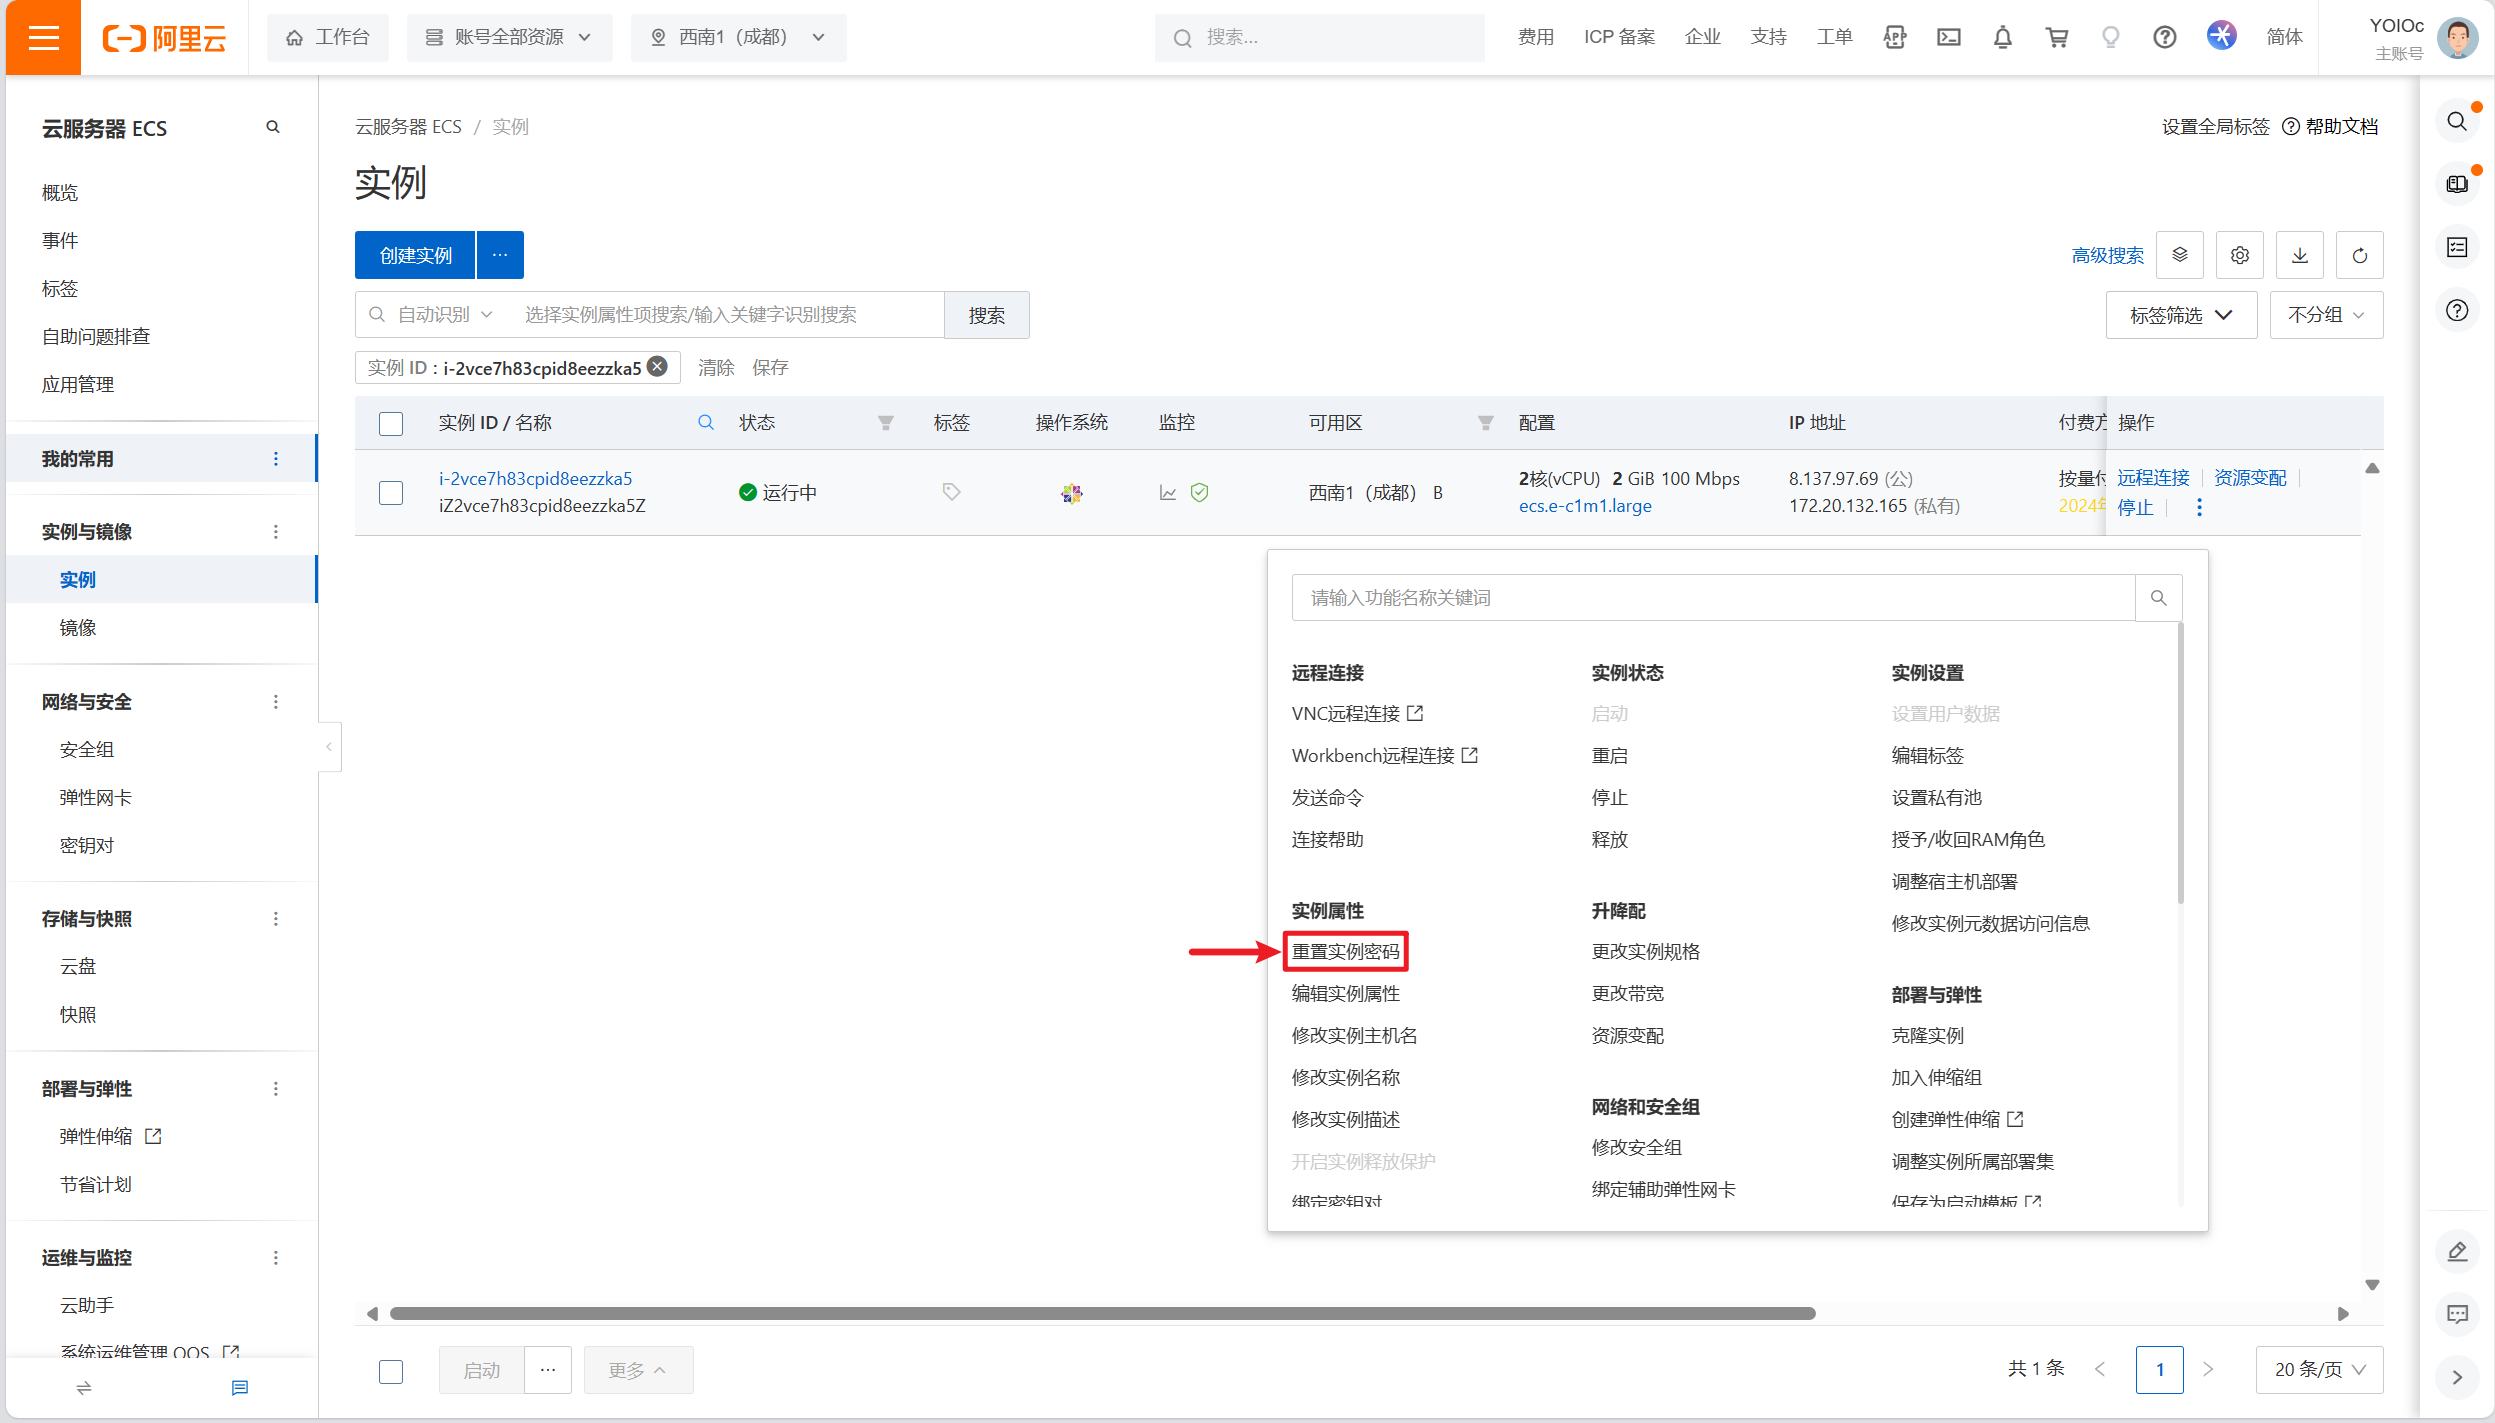 阿里云
工作台
账号全部资源
西南1（成都）
搜索...
费用
ICP 备案
企业
支持
工单
APP
简体
YOIOc
主账号
云服务器 ECS
概览
事件
标签
自助问题排查
应用管理
我的常用
实例与镜像
实例
镜像
网络与安全
安全组
弹性网卡
密钥对
存储与快照
云盘
快照
部署与弹性
弹性伸缩
节省计划
运维与监控
云助手
系统运维管理 OOS
云服务器 ECS / 实例
设置全局标签
帮助文档
实例
创建实例
...
高级搜索
自动识别
选择实例属性项搜索/输入关键字识别搜索
搜索
标签筛选
不分组
实例 ID : i-2vce7h83cpid8eezzka5
清除
保存
实例 ID / 名称
状态
标签
操作系统
监控
可用区
配置
IP 地址
付费方
操作
i-2vce7h83cpid8eezzka5
iZ2vce7h83cpid8eezzka5Z
运行中
西南1（成都） B
2核(vCPU) 2 GiB 100 Mbps
ecs.e-c1m1.large
8.137.97.69 (公)
172.20.132.165 (私有)
按量付
2024年
远程连接
资源变配
停止
请输入功能名称关键词
远程连接
VNC远程连接
Workbench远程连接
发送命令
连接帮助
实例属性
重置实例密码
编辑实例属性
修改实例主机名
修改实例名称
修改实例描述
开启实例释放保护
绑定密钥对
实例状态
启动
重启
停止
释放
升降配
更改实例规格
更改带宽
资源变配
网络和安全组
修改安全组
绑定辅助弹性网卡
实例设置
设置用户数据
编辑标签
设置私有池
授予/收回RAM角色
调整宿主机部署
修改实例元数据访问信息
部署与弹性
克隆实例
加入伸缩组
创建弹性伸缩
调整实例所属部署集
保存为启动模板
启动
...
更多
共 1 条
1
20 条/页